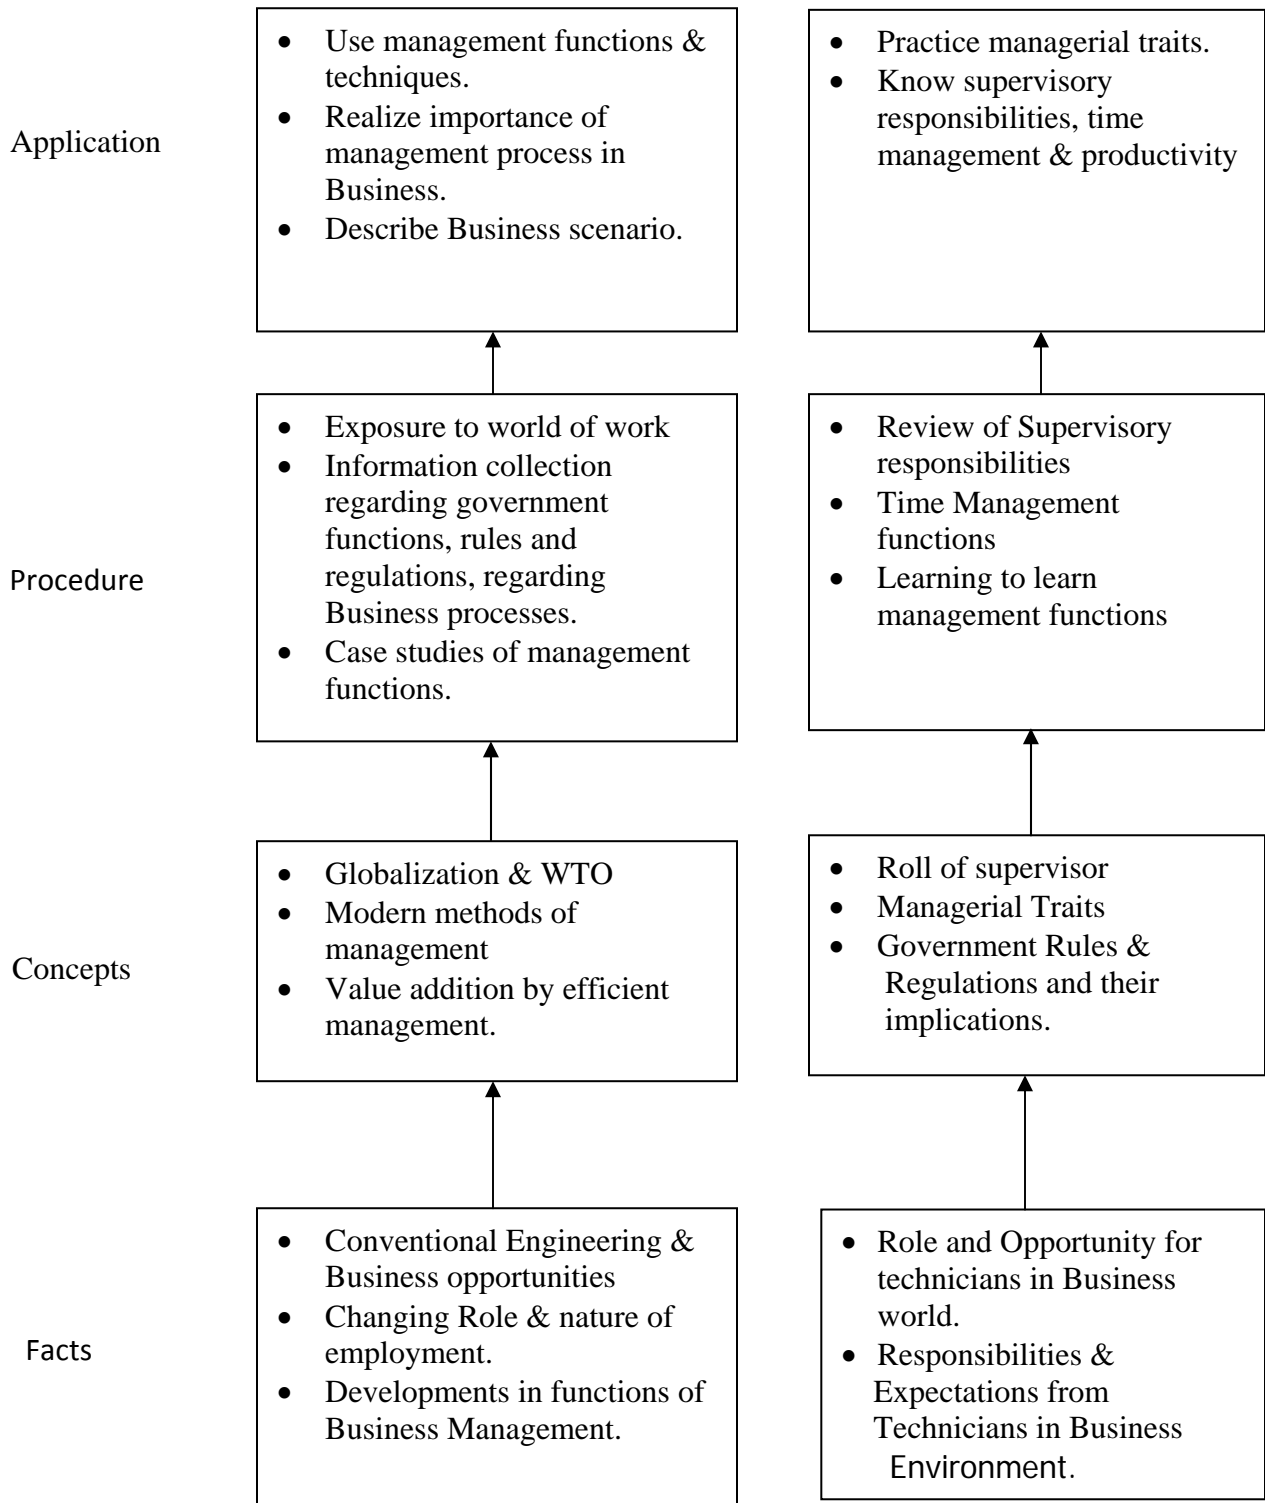 Application
• Use management functions &
techniques.
• Realize importance of
management process in
Business.
• Describe Business scenario.
• Practice managerial traits.
• Know supervisory
responsibilities, time
management & productivity
Procedure
• Exposure to world of work
• Information collection
regarding government
functions, rules and
regulations, regarding
Business processes.
• Case studies of management
functions.
• Review of Supervisory
responsibilities
• Time Management
functions
• Learning to learn
management functions
Concepts
• Globalization & WTO
• Modern methods of
management
• Value addition by efficient
management.
• Roll of supervisor
• Managerial Traits
• Government Rules &
Regulations and their
implications.
Facts
• Conventional Engineering &
Business opportunities
• Changing Role & nature of
employment.
• Developments in functions of
Business Management.
• Role and Opportunity for
technicians in Business
world.
• Responsibilities &
Expectations from
Technicians in Business
Environment.